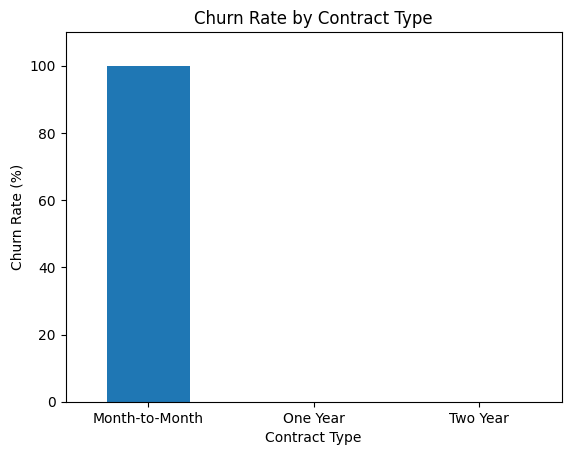 Churn Rate by Contract Type
Churn Rate (%)
100
80
60
40
20
0
Month-to-Month One Year Two Year
Contract Type